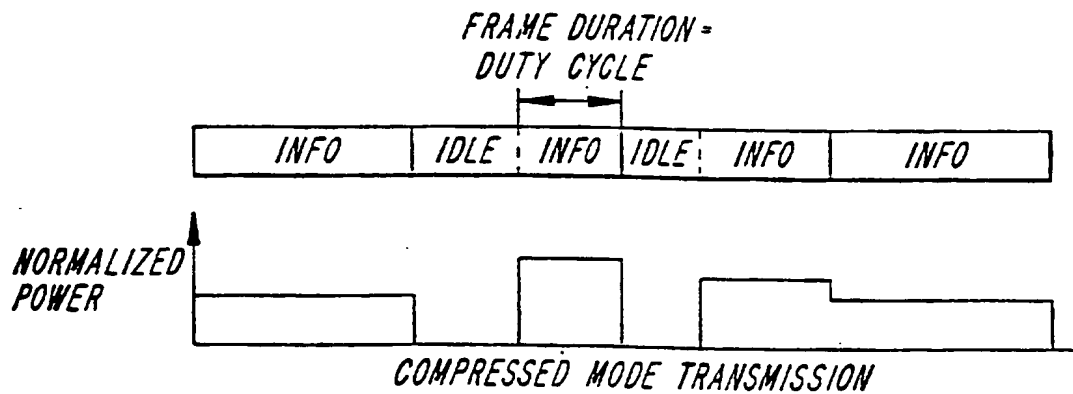 FRAME DURATION=
DUTY CYCLE
INFO IDLE INFO IDLE INFO INFO
NORMALIZED
POWER
COMPRESSED MODE TRANSMISSION